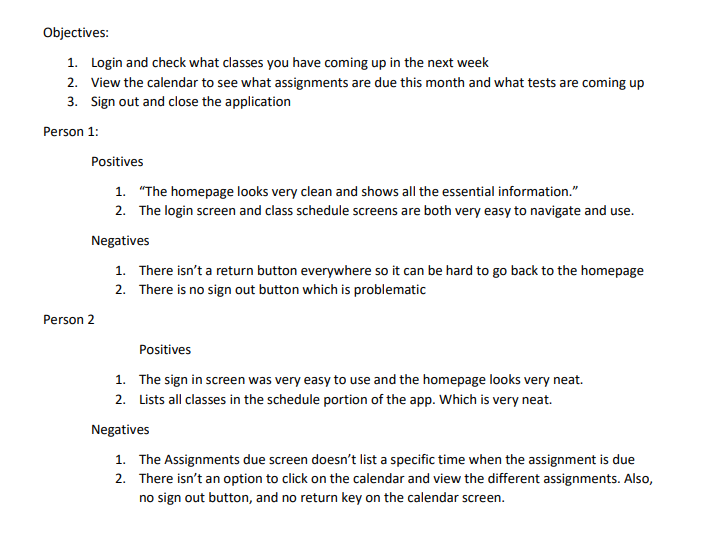 Objectives:
1. Login and check what classes you have coming up in the next week
2. View the calendar to see what assignments are due this month and what tests are coming up
3. Sign out and close the application
Person 1:
Positives
1. “The homepage looks very clean and shows all the essential information.”
2. The login screen and class schedule screens are both very easy to navigate and use.
Negatives
1. There isn’t a return button everywhere so it can be hard to go back to the homepage
2. There is no sign out button which is problematic
Person 2
Positives
1. The sign in screen was very easy to use and the homepage looks very neat.
2. Lists all classes in the schedule portion of the app. Which is very neat.
Negatives
1. The Assignments due screen doesn’t list a specific time when the assignment is due
2. There isn’t an option to click on the calendar and view the different assignments. Also,
no sign out button, and no return key on the calendar screen.